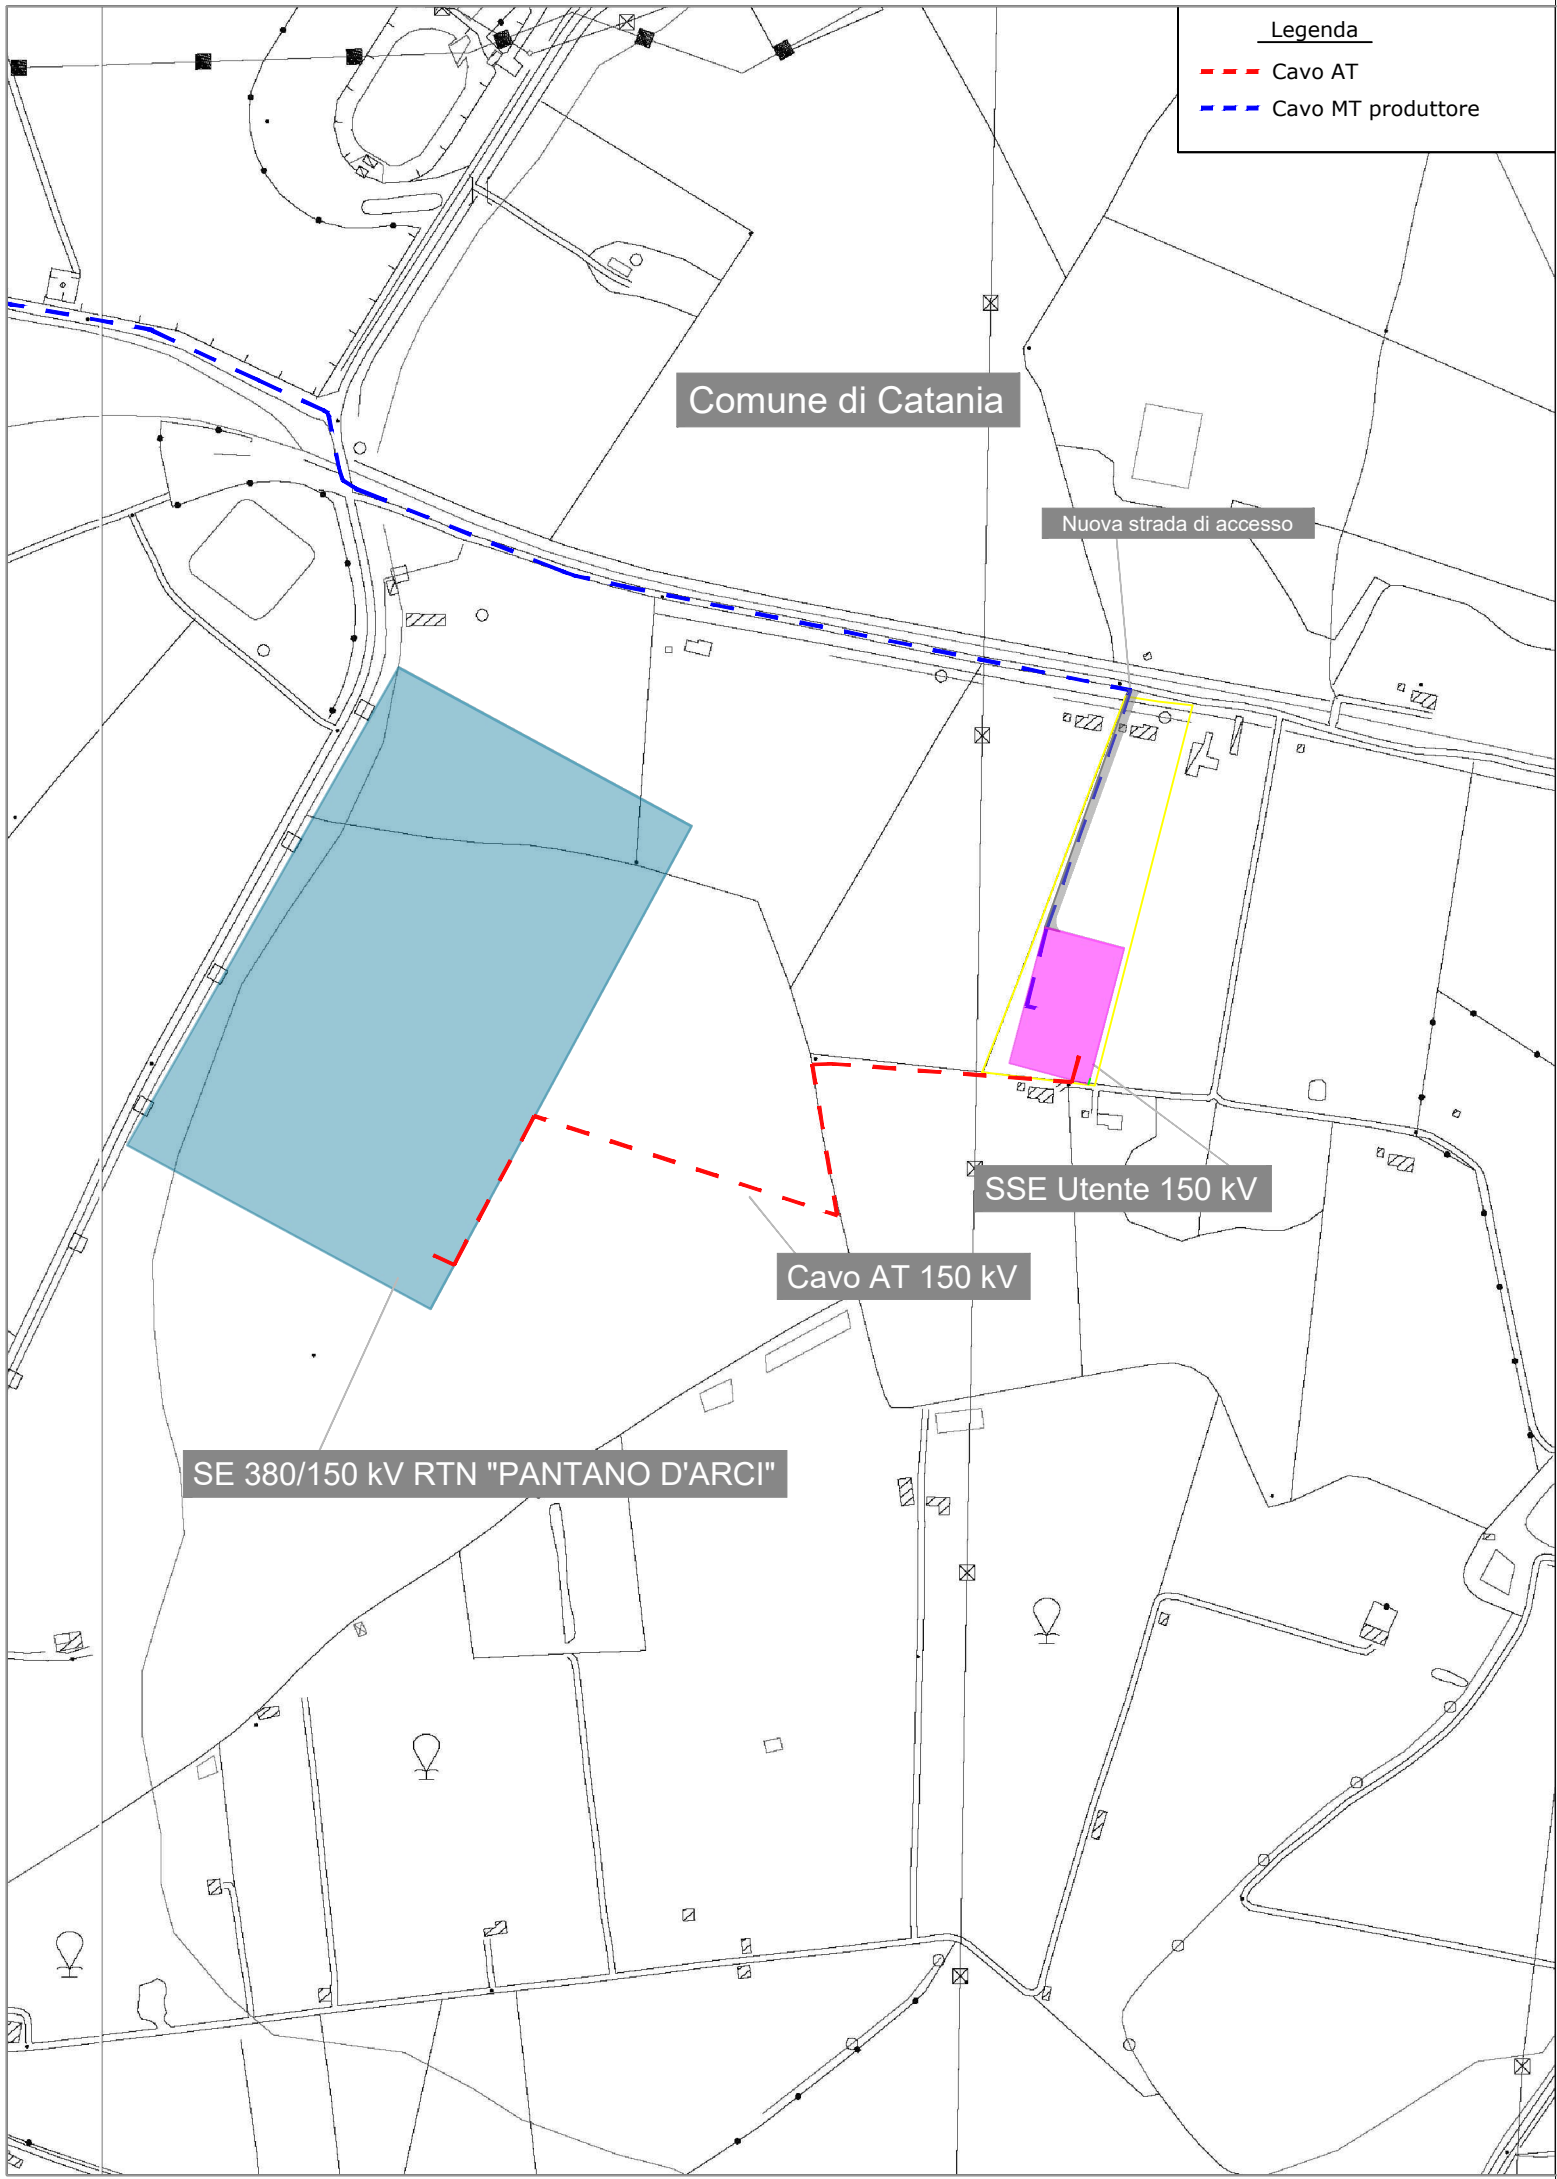 Legenda
Cavo AT
Cavo MT produttore
Comune di Catania
Nuova strada di accesso
SSE Utente 150 kV
Cavo AT 150 kV
SE 380/150 kV RTN "PANTANO D'ARCI"